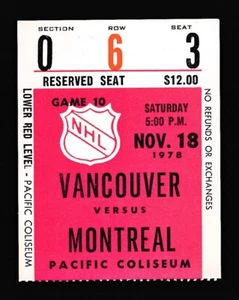 SECTION ROW SEAT
0 6 3
RESERVED SEAT $12.00
GAME 10
SATURDAY
5:00 P.M.
NHL
NOV. 18
1978
VANCOUVER
VERSUS
MONTREAL
PACIFIC COLISEUM
LOWER RED LEVEL - PACIFIC COLISEUM
NO REFUNDS OR EXCHANGES